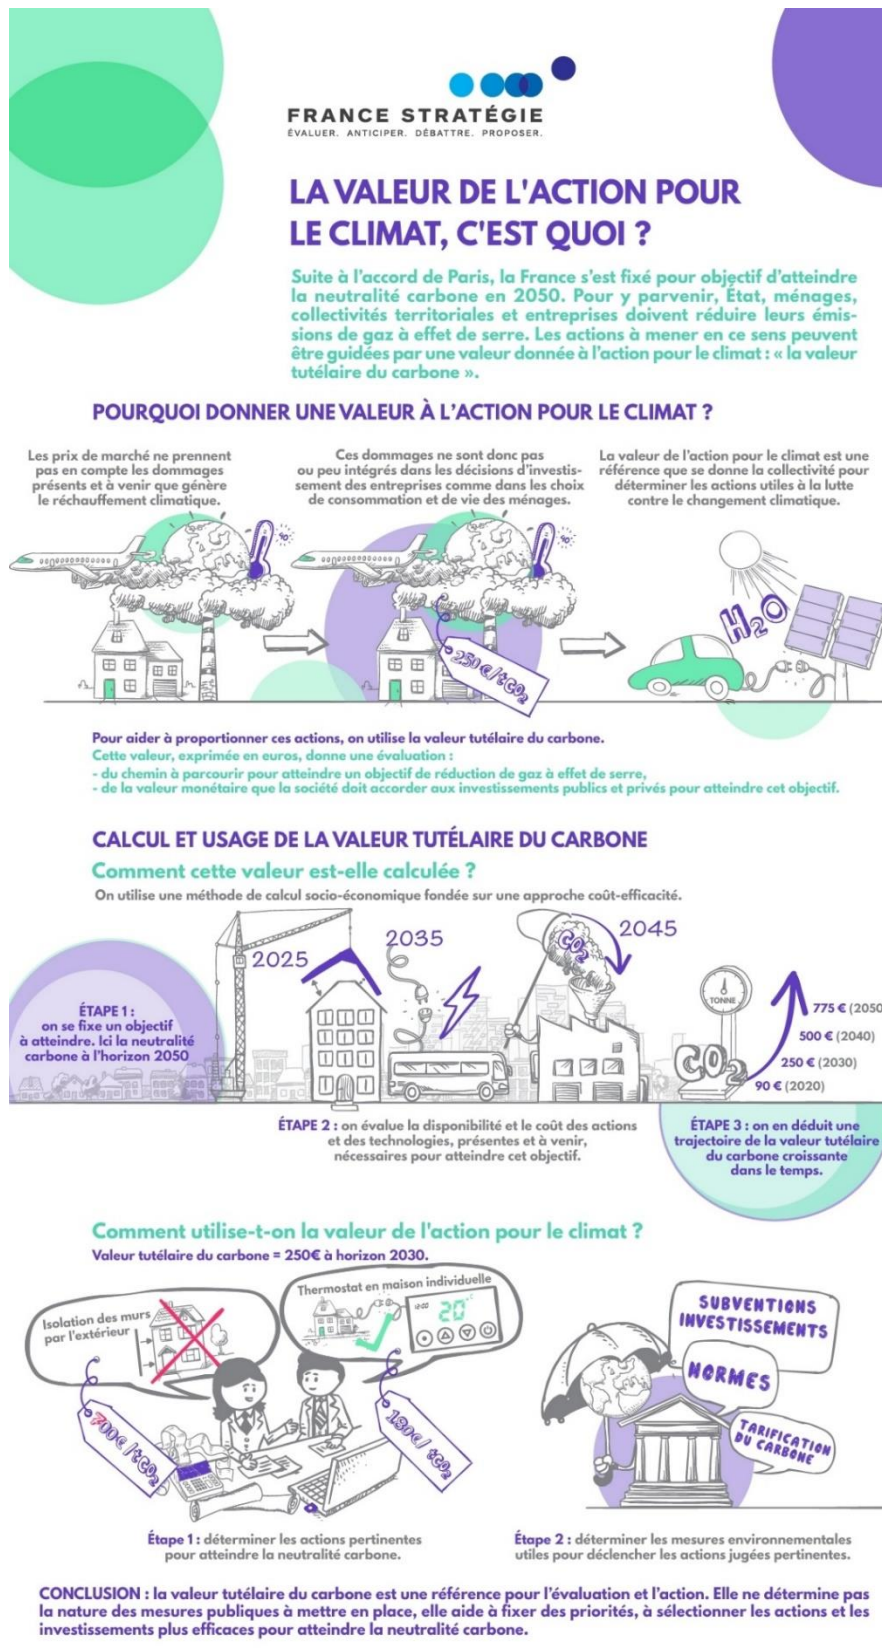 FRANCE STRATÉGIE
ÉVALUER. ANTICIPER. DÉBATTRE. PROPOSER.
LA VALEUR DE L'ACTION POUR
LE CLIMAT, C'EST QUOI ?
Suite à l'accord de Paris, la France s'est fixé pour objectif d'atteindre
la neutralité carbone en 2050. Pour y parvenir, État, ménages,
collectivités territoriales et entreprises doivent réduire leurs émis-
sions de gaz à effet de serre. Les actions à mener en ce sens peuvent
être guidées par une valeur donnée à l'action pour le climat : « la valeur
tutélaire du carbone ».
POURQUOI DONNER UNE VALEUR À L'ACTION POUR LE CLIMAT ?
Les prix de marché ne prennent
pas en compte les dommages
présents et à venir que génère
le réchauffement climatique.
Ces dommages ne sont donc pas
ou peu intégrés dans les décisions d'investis-
sement des entreprises comme dans les choix
de consommation et de vie des ménages.
La valeur de l'action pour le climat est une
référence que se donne la collectivité pour
déterminer les actions utiles à la lutte
contre le changement climatique.
40°
40°
250 €/tCO2
H2O
Pour aider à proportionner ces actions, on utilise la valeur tutélaire du carbone.
Cette valeur, exprimée en euros, donne une évaluation :
- du chemin à parcourir pour atteindre un objectif de réduction de gaz à effet de serre,
- de la valeur monétaire que la société doit accorder aux investissements publics et privés pour atteindre cet objectif.
CALCUL ET USAGE DE LA VALEUR TUTÉLAIRE DU CARBONE
Comment cette valeur est-elle calculée ?
On utilise une méthode de calcul socio-économique fondée sur une approche coût-efficacité.
2025
2035
CO2
2045
TONNE
CO2
775 € (2050
500 € (2040)
250 € (2030)
90 € (2020)
ÉTAPE 1 :
on se fixe un objectif
à atteindre. Ici la neutralité
carbone à l'horizon 2050
ÉTAPE 2 : on évalue la disponibilité et le coût des actions
et des technologies, présentes et à venir,
nécessaires pour atteindre cet objectif.
ÉTAPE 3 : on en déduit une
trajectoire de la valeur tutélaire
du carbone croissante
dans le temps.
Comment utilise-t-on la valeur de l'action pour le climat ?
Valeur tutélaire du carbone = 250€ à horizon 2030.
Isolation des murs
par l'extérieur
Thermostat en maison individuelle
12:00
20°C
700€/tCO2
180€/tCO2
SUBVENTIONS
INVESTISSEMENTS
NORMES
TARIFICATION
DU CARBONE
Étape 1 : déterminer les actions pertinentes
pour atteindre la neutralité carbone.
Étape 2 : déterminer les mesures environnementales
utiles pour déclencher les actions jugées pertinentes.
CONCLUSION : la valeur tutélaire du carbone est une référence pour l'évaluation et l'action. Elle ne détermine pas
la nature des mesures publiques à mettre en place, elle aide à fixer des priorités, à sélectionner les actions et les
investissements plus efficaces pour atteindre la neutralité carbone.